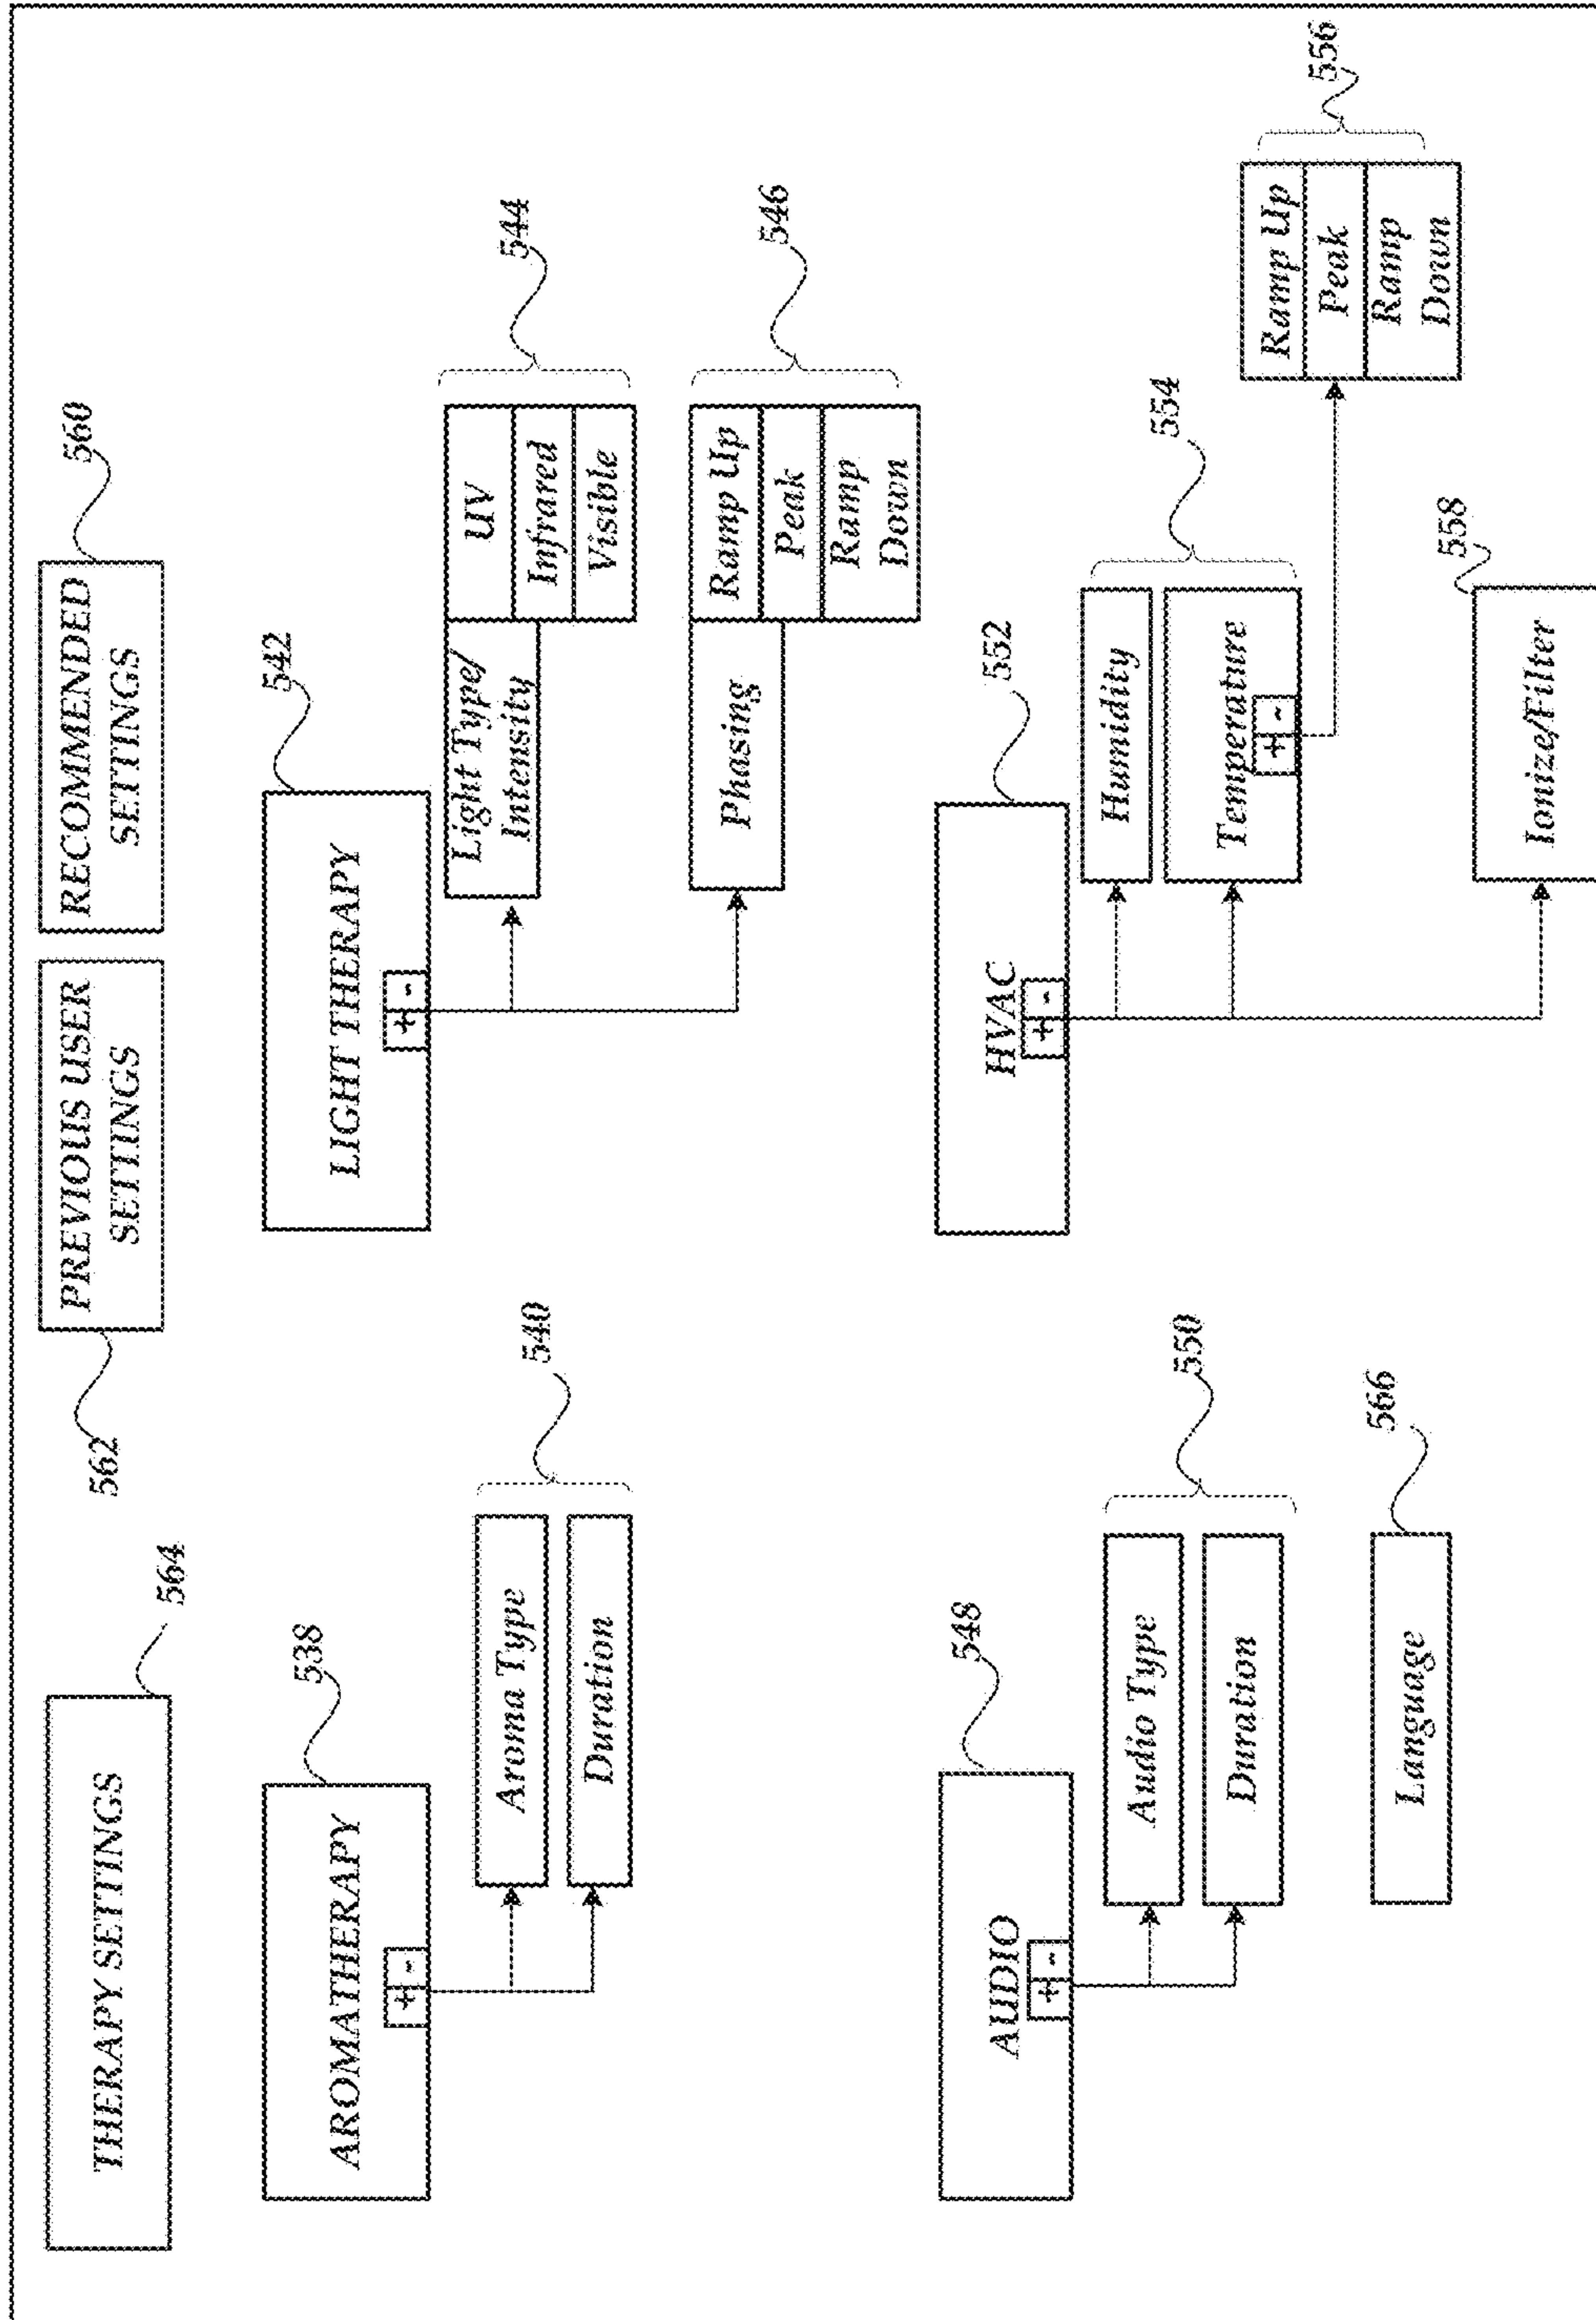 THERAPY SETTINGS
564
562
PREVIOUS USER
SETTINGS
RECOMMENDED
SETTINGS
560
AROMATHERAPY
+ -
538
Aroma Type
Duration
540
LIGHT THERAPY
+ -
542
Light Type/
Intensity
UV
Infrared
Visible
544
Phasing
Ramp Up
Peak
Ramp
Down
546
AUDIO
+ -
548
Audio Type
Duration
550
Language
566
HVAC
+ -
552
Humidity
Temperature
+ -
554
Ramp Up
Peak
Ramp
Down
556
Ionize/Filter
558